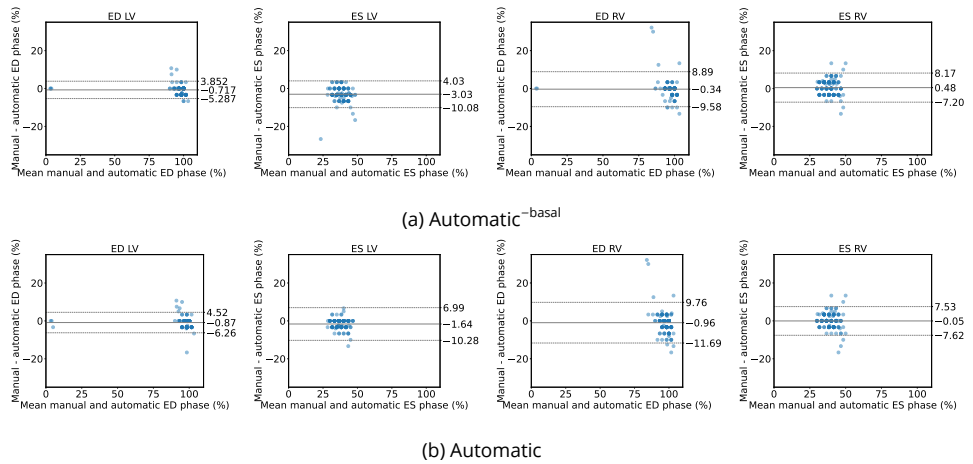 ED LV
ES LV
ED RV
ES RV
Manual - automatic ED phase (%)
20
0
−20
3.852
−0.717
−5.287
0 25 50 75 100
Mean manual and automatic ED phase (%)
Manual - automatic ES phase (%)
20
0
−20
4.03
−3.03
−10.08
0 25 50 75 100
Mean manual and automatic ES phase (%)
Manual - automatic ED phase (%)
20
0
−20
8.89
−0.34
−9.58
0 25 50 75 100
Mean manual and automatic ED phase (%)
Manual - automatic ES phase (%)
20
0
−20
8.17
0.48
−7.20
0 25 50 75 100
Mean manual and automatic ES phase (%)
(a) Automatic⁻ᵇᵃˢᵃˡ
ED LV
ES LV
ED RV
ES RV
Manual - automatic ED phase (%)
20
0
−20
4.52
−0.87
−6.26
0 25 50 75 100
Mean manual and automatic ED phase (%)
Manual - automatic ES phase (%)
20
0
−20
6.99
−1.64
−10.28
0 25 50 75 100
Mean manual and automatic ES phase (%)
Manual - automatic ED phase (%)
20
0
−20
9.76
−0.96
−11.69
0 25 50 75 100
Mean manual and automatic ED phase (%)
Manual - automatic ES phase (%)
20
0
−20
7.53
−0.05
−7.62
0 25 50 75 100
Mean manual and automatic ES phase (%)
(b) Automatic